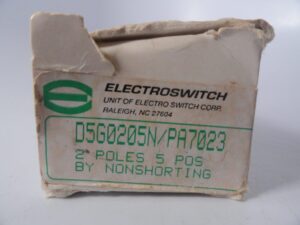 ELECTROSWITCH
UNIT OF ELECTRO SWITCH CORP.
RALEIGH, NC 27604
D5G0205N/PA7023
2 POLES 5 POS
BY NONSHORTING